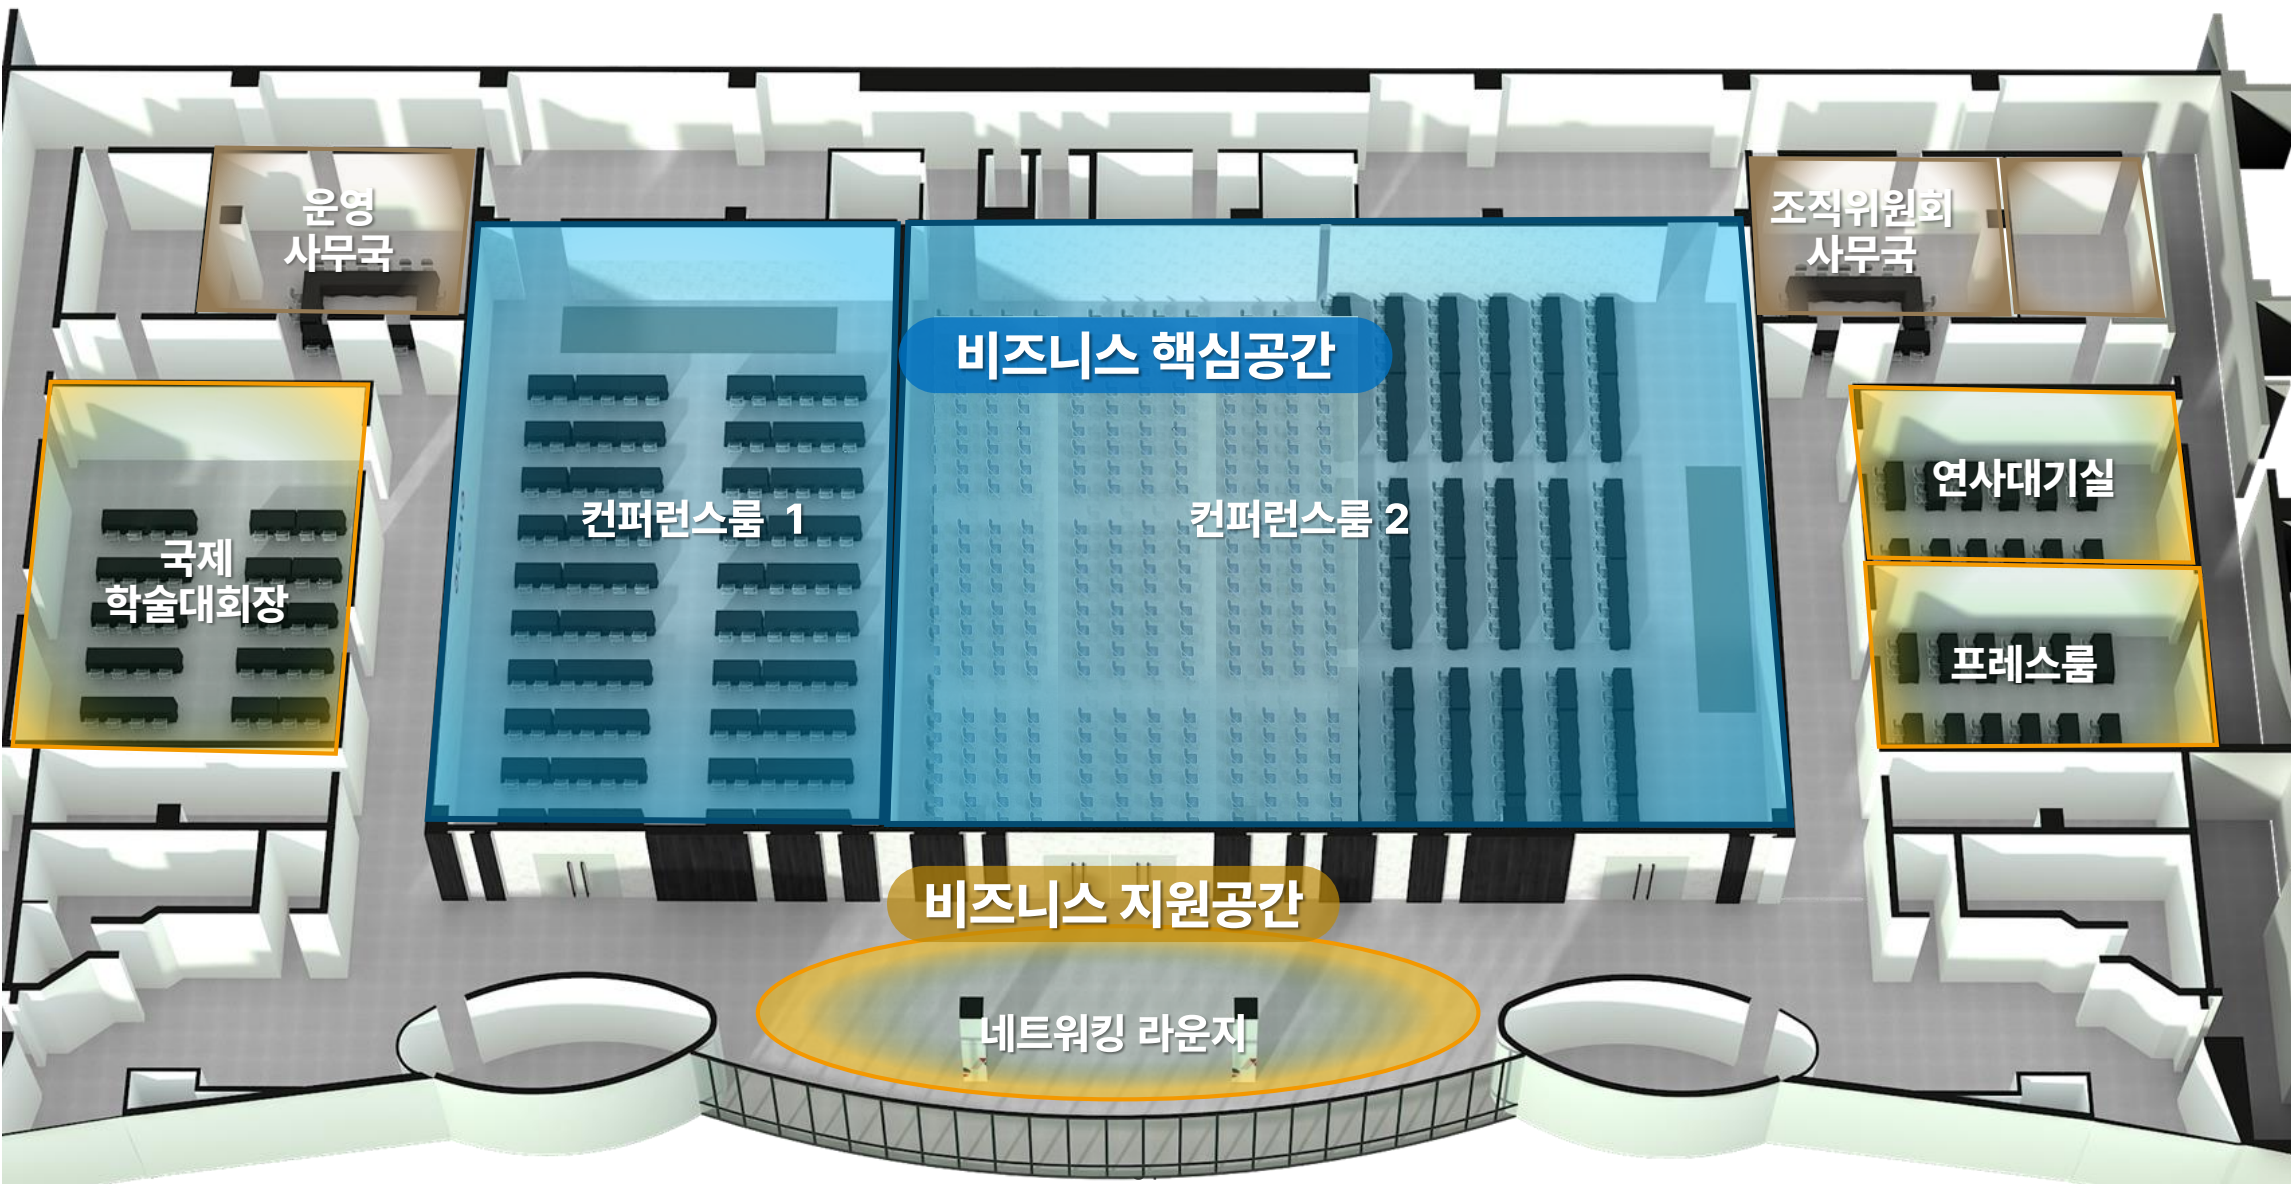 운영
사무국
조직위원회
사무국
비즈니스 핵심공간
컨퍼런스룸 1
컨퍼런스룸 2
연사대기실
국제
학술대회장
프레스룸
비즈니스 지원공간
네트워킹 라운지